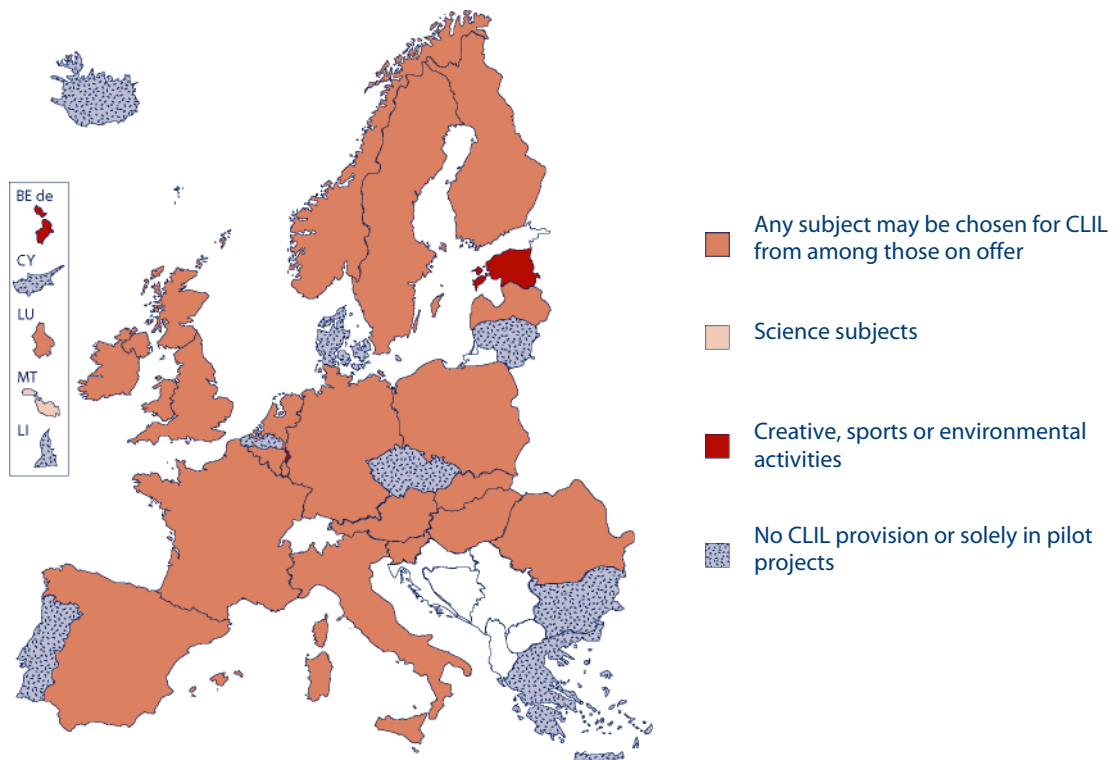 BE de
CY
LU
MT
LI
Any subject may be chosen for CLIL
from among those on offer
Science subjects
Creative, sports or environmental
activities
No CLIL provision or solely in pilot
projects